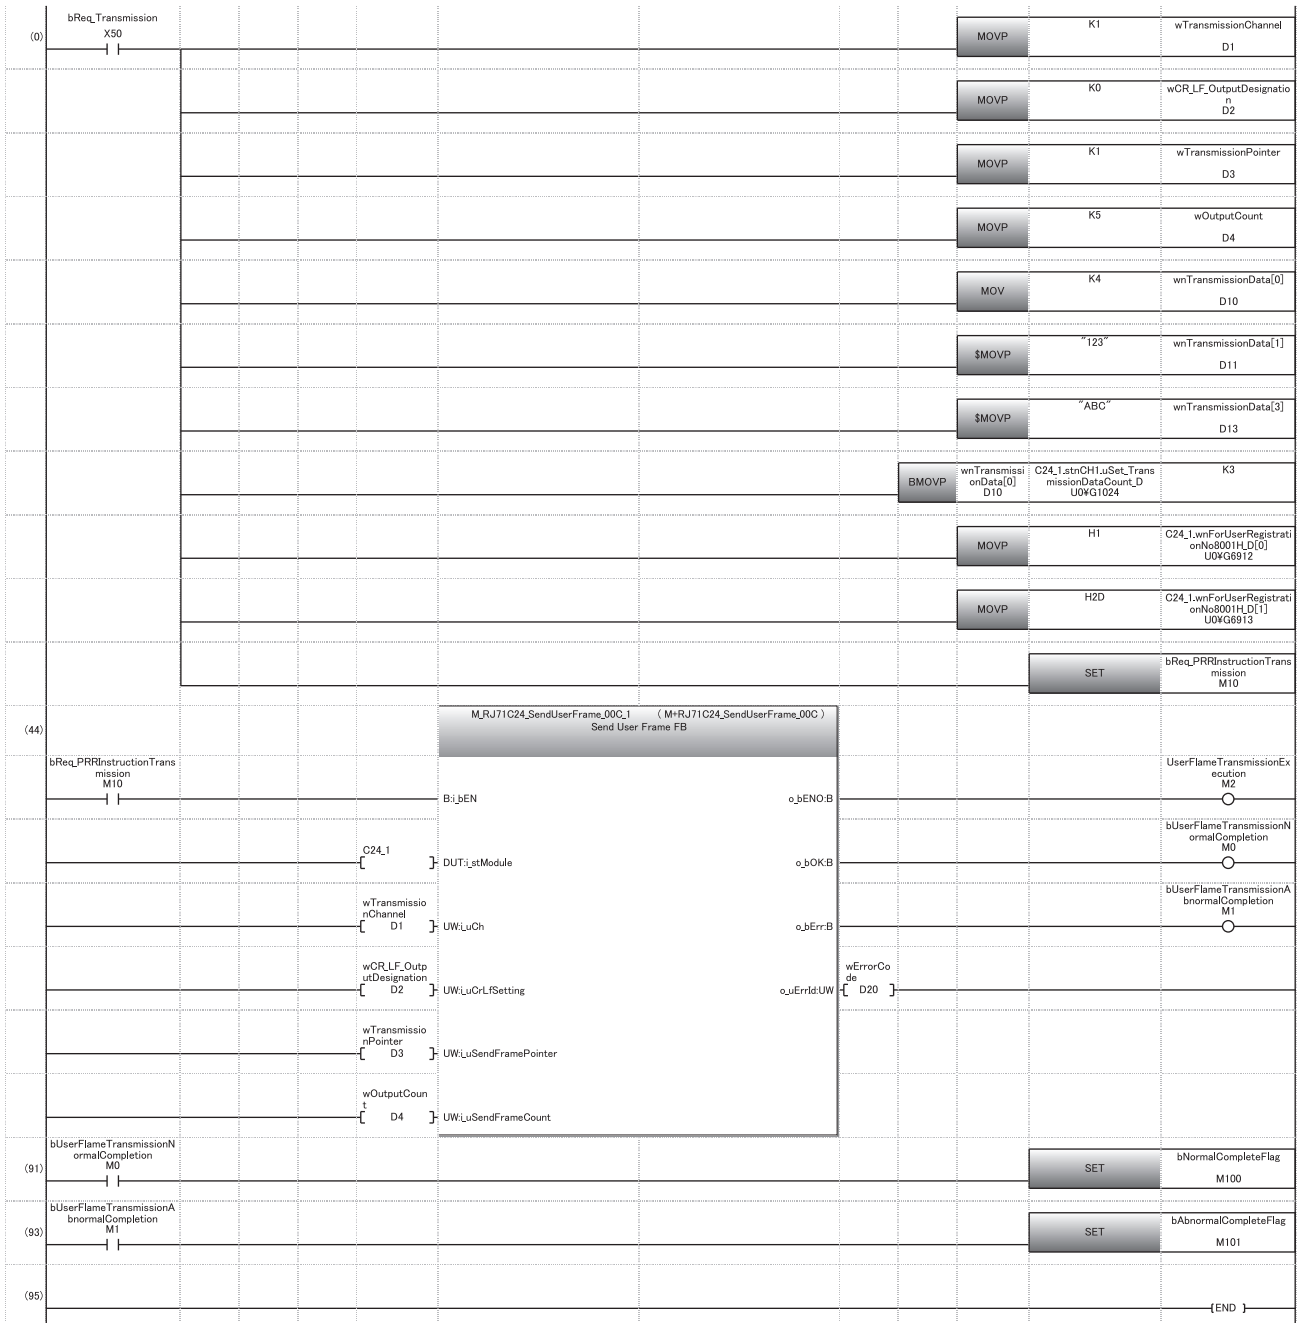 bReq_Transmission
(0)
X50
MOVP
K1
wTransmissionChannel
D1
MOVP
K0
wCR_LF_OutputDesignatio
n
D2
MOVP
K1
wTransmissionPointer
D3
MOVP
K5
wOutputCount
D4
MOV
K4
wnTransmissionData[0]
D10
$MOVP
"123"
wnTransmissionData[1]
D11
$MOVP
"ABC"
wnTransmissionData[3]
D13
BMOVP
wnTransmissi
onData[0]
D10
C24_1.stnCH1.uSet_Trans
missionDataCount_D
U0¥G1024
K3
MOVP
H1
C24_1.wnForUserRegistrati
onNo8001H_D[0]
U0¥G6912
MOVP
H2D
C24_1.wnForUserRegistrati
onNo8001H_D[1]
U0¥G6913
SET
bReq_PRRInstructionTrans
mission
M10
(44)
M_RJ71C24_SendUserFrame_00C_1 ( M+RJ71C24_SendUserFrame_00C )
Send User Frame FB
bReq_PRRInstructionTrans
mission
M10
B:i_bEN
o_bENO:B
UserFlameTransmissionEx
ecution
M2
C24_1
DUT:i_stModule
o_bOK:B
bUserFlameTransmissionN
ormalCompletion
M0
wTransmissio
nChannel
D1
UW:i_uCh
o_bErr:B
bUserFlameTransmissionA
bnormalCompletion
M1
wCR_LF_Outp
utDesignation
D2
UW:i_uCrLfSetting
o_uErrId:UW
wErrorCo
de
D20
wTransmissio
nPointer
D3
UW:i_uSendFramePointer
wOutputCoun
t
D4
UW:i_uSendFrameCount
(91)
bUserFlameTransmissionN
ormalCompletion
M0
SET
bNormalCompleteFlag
M100
(93)
bUserFlameTransmissionA
bnormalCompletion
M1
SET
bAbnormalCompleteFlag
M101
(95)
[END ]